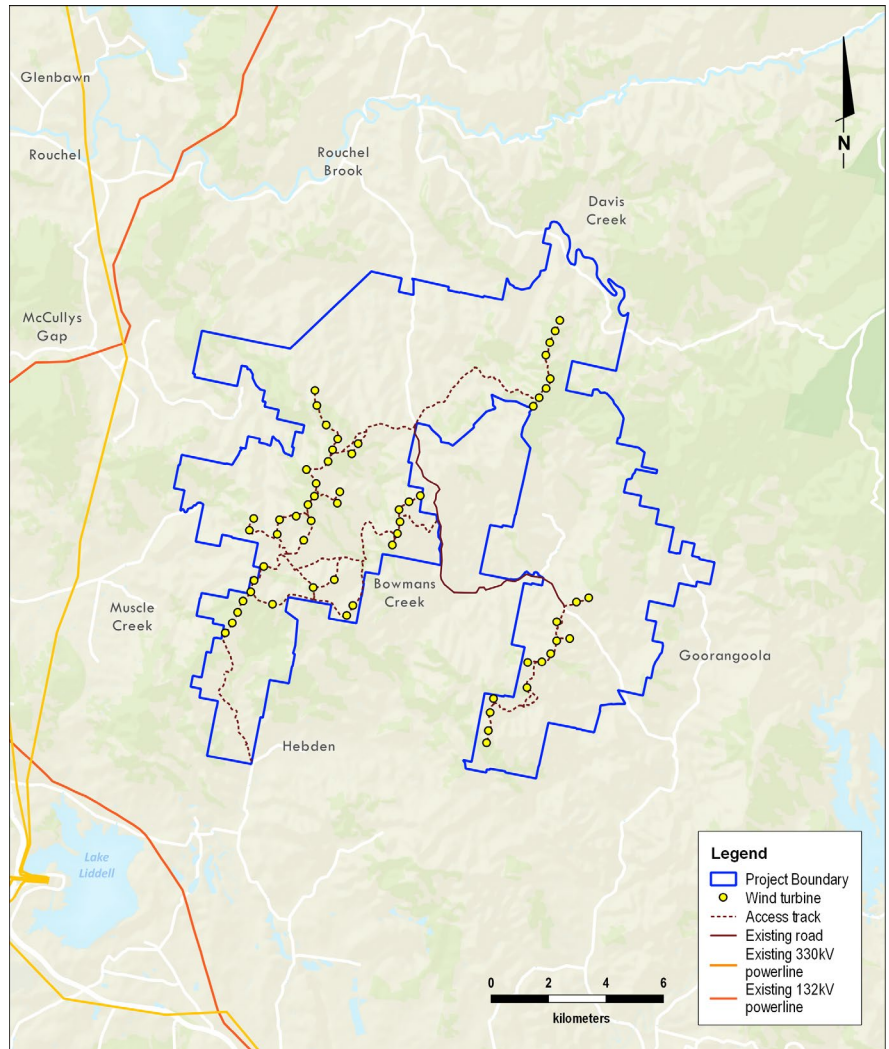 Glenbawn
Rouchel
Rouchel
Brook
N
Davis
Creek
McCullys
Gap
Bowmans
Creek
Muscle
Creek
Goorangoola
Hebden
Lake
Liddell
Legend
Project Boundary
Wind turbine
Access track
Existing road
Existing 330kV
powerline
Existing 132kV
powerline
0 2 4 6
kilometers